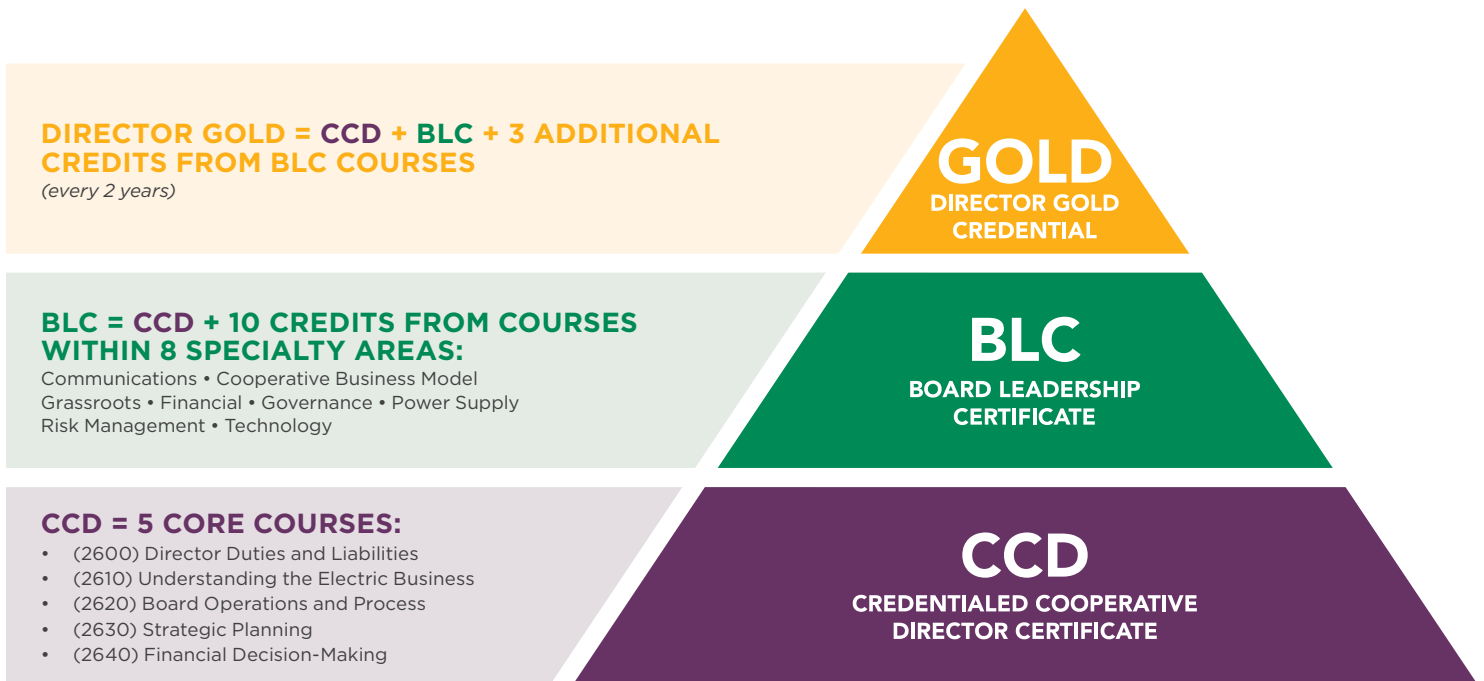 DIRECTOR GOLD = CCD + BLC + 3 ADDITIONAL
CREDITS FROM BLC COURSES
(every 2 years)
GOLD
DIRECTOR GOLD
CREDENTIAL
BLC = CCD + 10 CREDITS FROM COURSES
WITHIN 8 SPECIALTY AREAS:
Communications • Cooperative Business Model
Grassroots • Financial • Governance • Power Supply
Risk Management • Technology
BLC
BOARD LEADERSHIP
CERTIFICATE
CCD = 5 CORE COURSES:
• (2600) Director Duties and Liabilities
• (2610) Understanding the Electric Business
• (2620) Board Operations and Process
• (2630) Strategic Planning
• (2640) Financial Decision-Making
CCD
CREDENTIALED COOPERATIVE
DIRECTOR CERTIFICATE